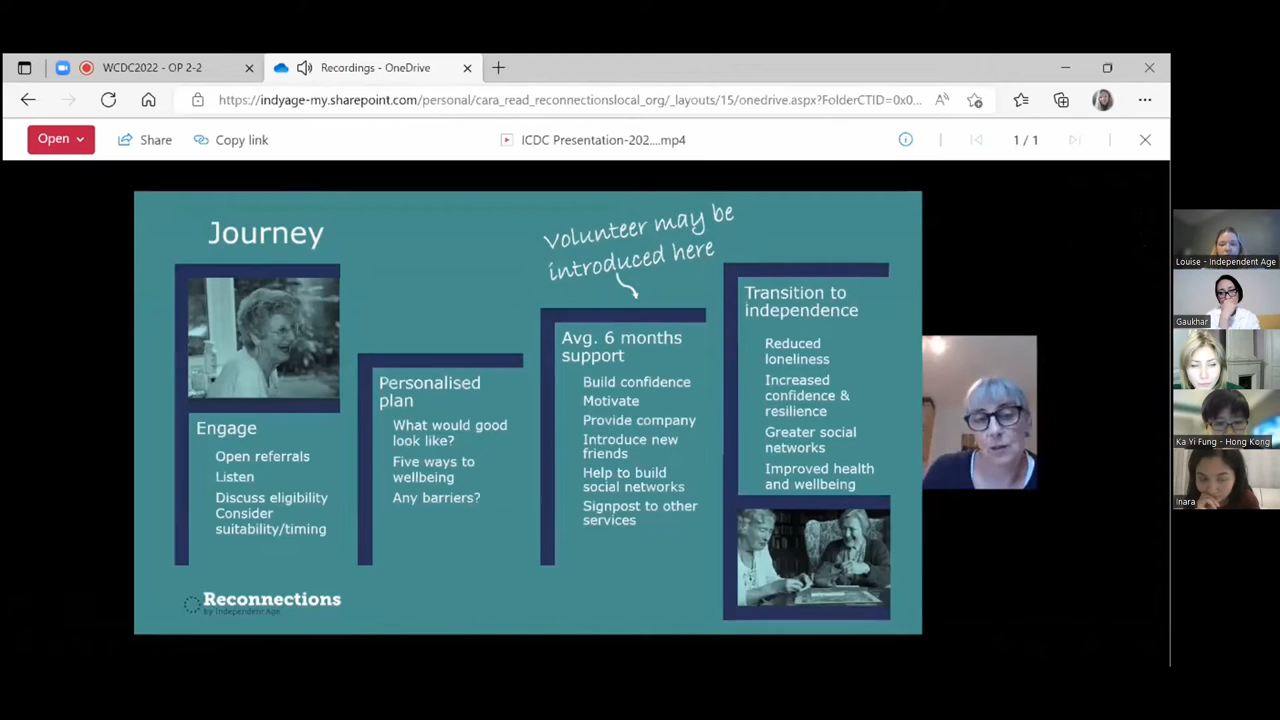 WCDC2022 - OP 2-2
Recordings - OneDrive
https://indyage-my.sharepoint.com/personal/cara_read_reconnectionslocal_org/_layouts/15/onedrive.aspx?FolderCTID=0x0...
Open
Share
Copy link
ICDC Presentation-202....mp4
1 / 1
Journey
Volunteer may be
introduced here
Engage
Open referrals
Listen
Discuss eligibility
Consider
suitability/timing
Personalised
plan
What would good
look like?
Five ways to
wellbeing
Any barriers?
Avg. 6 months
support
Build confidence
Motivate
Provide company
Introduce new
friends
Help to build
social networks
Signpost to other
services
Transition to
independence
Reduced
loneliness
Increased
confidence &
resilience
Greater social
networks
Improved health
and wellbeing
Reconnections
by Independent Age
Louise - Independent Age
Gaukhar
Ka Yi Fung - Hong Kong
Inara